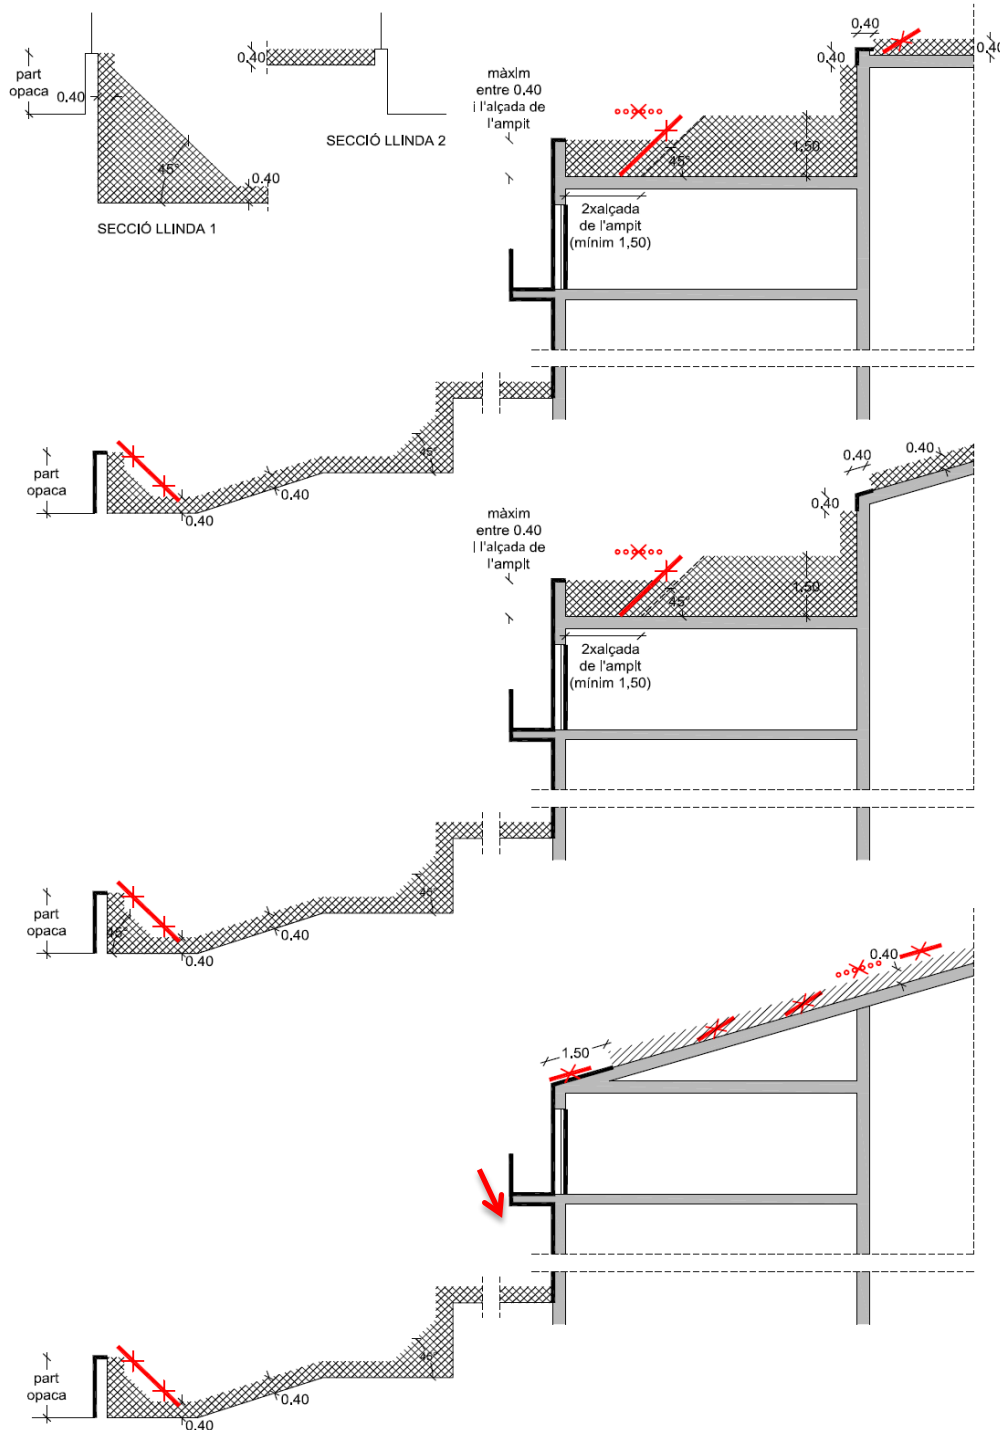 0.40
part
opaca
0.40
45°
0.40
SECCIÓ LLINDA 1
0.40
SECCIÓ LLINDA 2
màxim
entre 0.40
i l'alçada de
l'ampit
0.40
0.40
0.40
1,50
45°
2xalçada
de l'ampit
(mínim 1,50)
part
opaca
0.40
0.40
45°
màxim
entre 0.40
i l'alçada de
l'ampit
0.40
0.40
0.40
1,50
45°
2xalçada
de l'ampit
(mínim 1,50)
part
opaca
45°
0.40
0.40
45°
0.40
1,50
part
opaca
0.40
0.40
45°